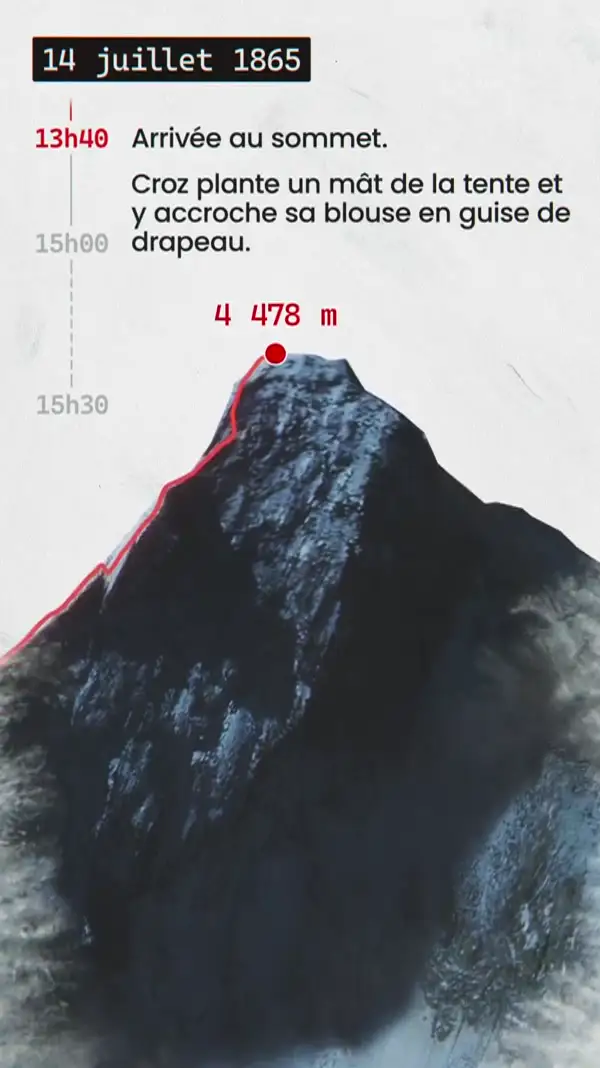 14 juillet 1865
13h40 Arrivée au sommet.
Croz plante un mât de la tente et
y accroche sa blouse en guise de
15h00 drapeau.
4 478 m
15h30